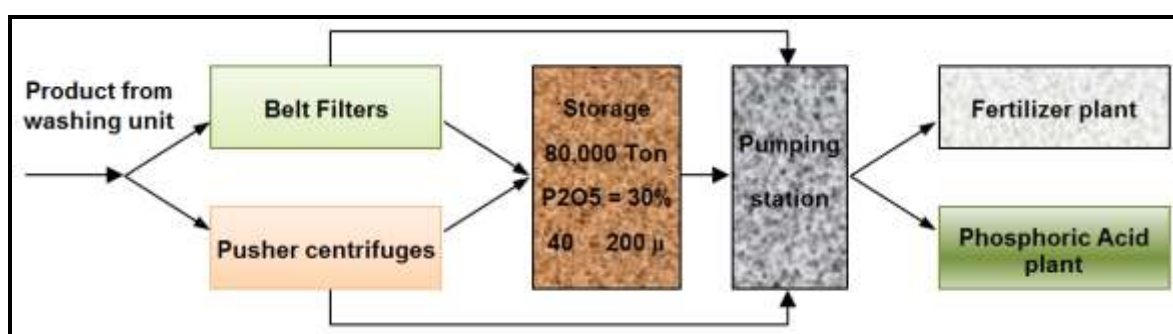 Product from
washing unit
Belt Filters
Pusher centrifuges
Storage
80,000 Ton
P2O5 = 30%
40 200 µ
Pumping
station
Fertilizer plant
Phosphoric Acid
plant